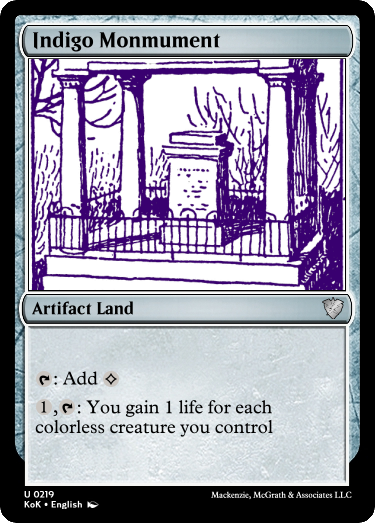 Indigo Monmument
Artifact Land
: Add
1, : You gain 1 life for each
colorless creature you control
U 0219
KoK • English
Mackenzie, McGrath & Associates LLC